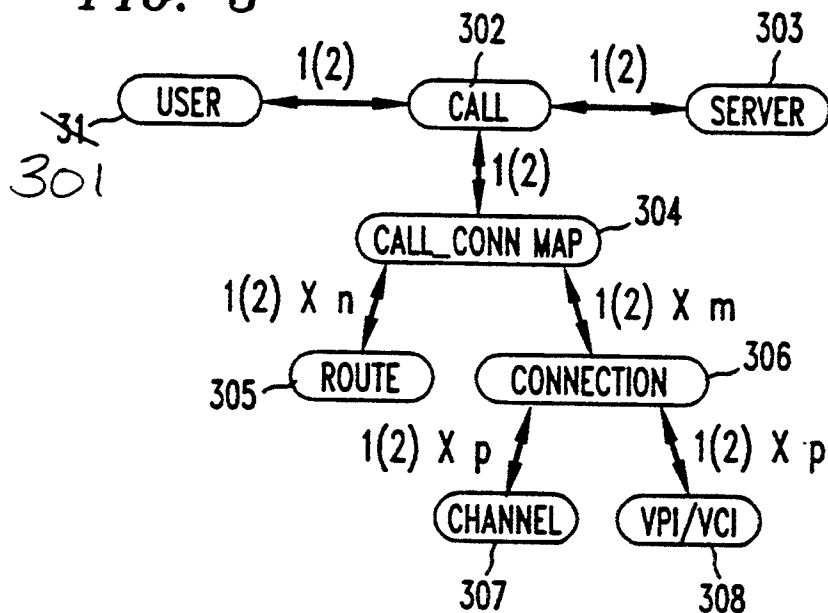 FIG. 3
302
303
1(2)
1(2)
USER
CALL
SERVER
31
301
1(2)
304
CALL_CONN MAP
1(2) X n
1(2) X m
306
305
ROUTE
CONNECTION
1(2) X p
1(2) X p
CHANNEL
VPI/VCI
307
308